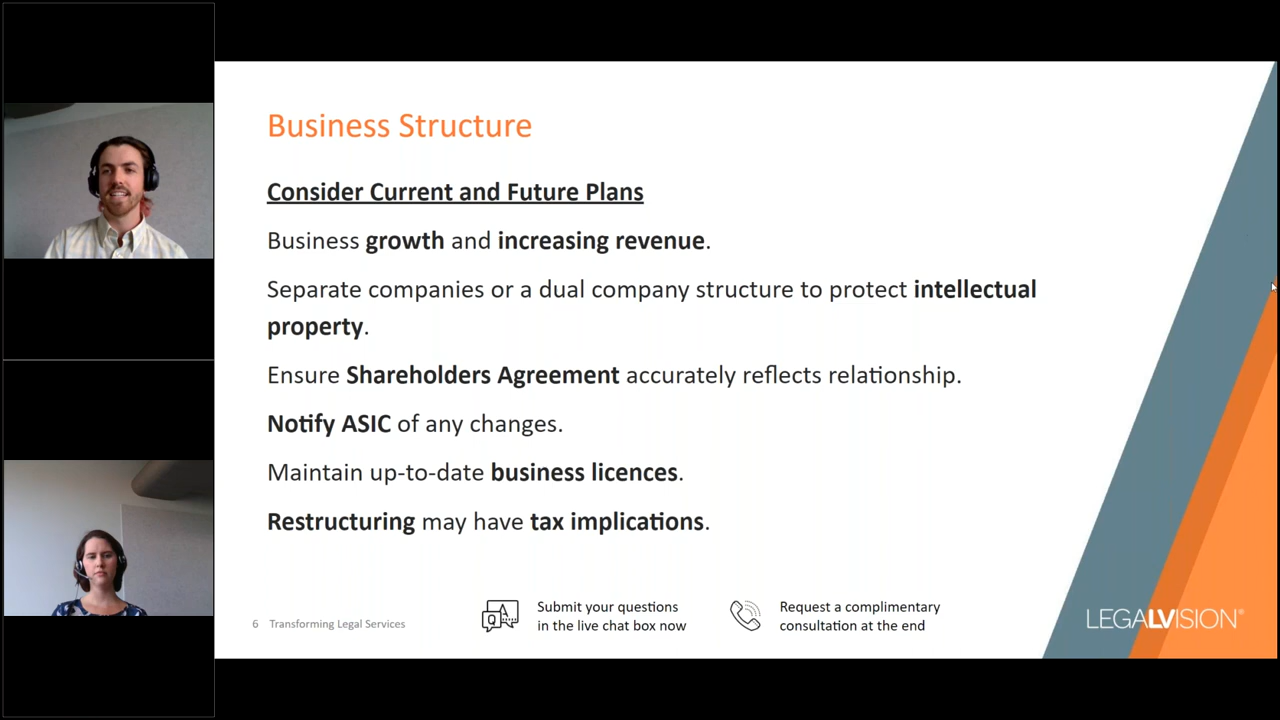 Business Structure
Consider Current and Future Plans
Business growth and increasing revenue.
Separate companies or a dual company structure to protect intellectual
property.
Ensure Shareholders Agreement accurately reflects relationship.
Notify ASIC of any changes.
Maintain up-to-date business licences.
Restructuring may have tax implications.
6 Transforming Legal Services
Q A
Submit your questions
in the live chat box now
Request a complimentary
consultation at the end
LEGALVISION®